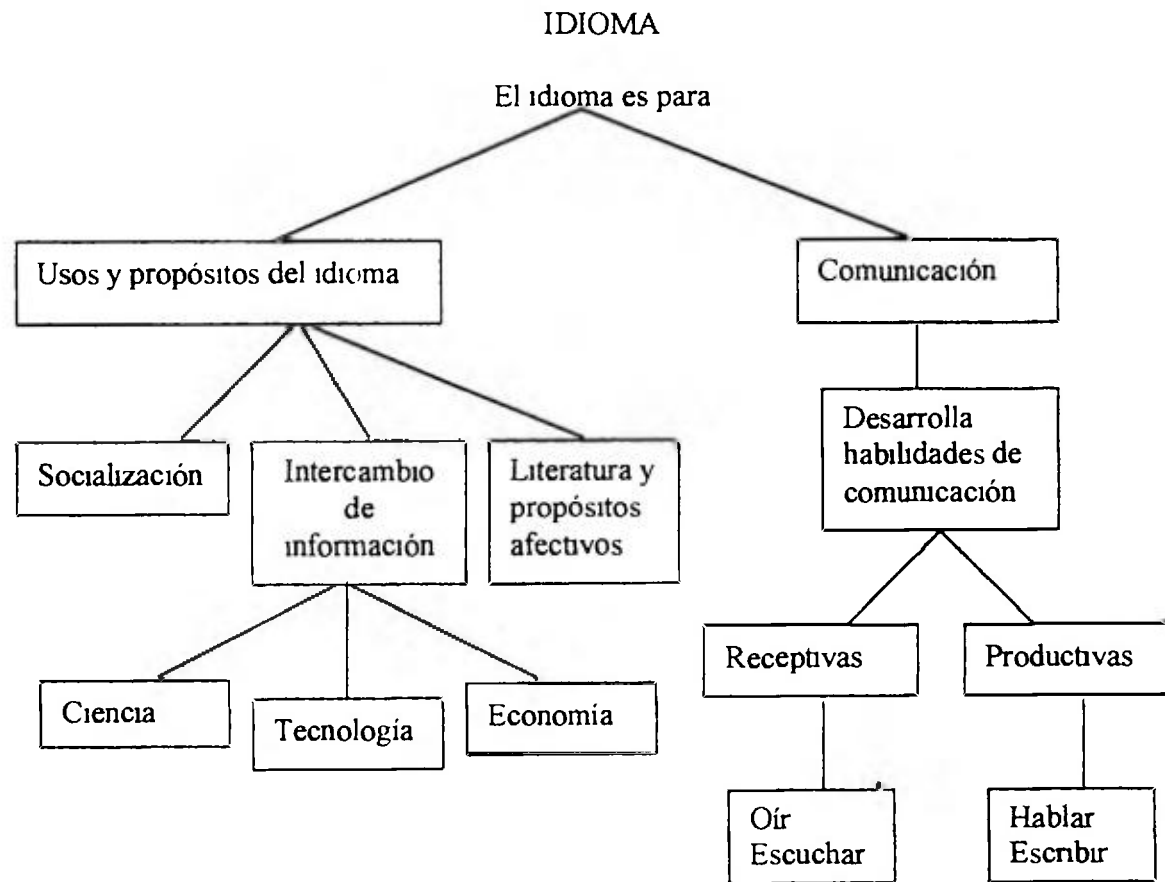 IDIOMA
El idioma es para
Usos y propósitos del idioma
Comunicación
Socialización
Intercambio
de
información
Literatura y
propósitos
afectivos
Desarrolla
habilidades de
comunicación
Ciencia
Tecnología
Economía
Receptivas
Productivas
Oír
Escuchar
Hablar
Escribir